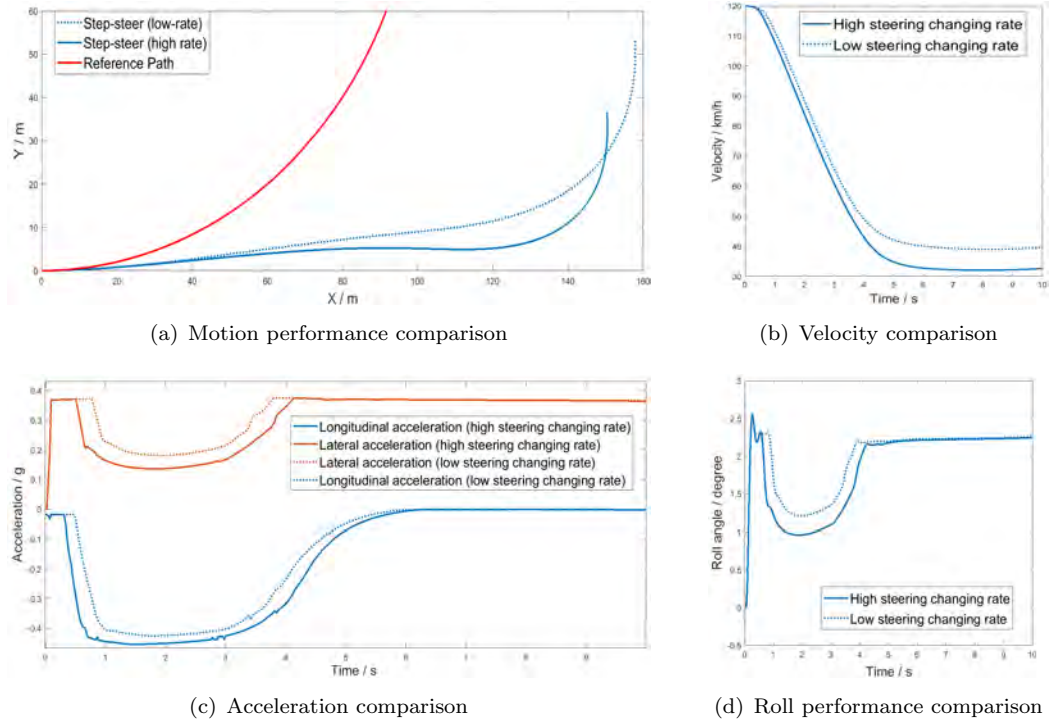 Step-steer (low-rate)
Step-steer (high rate)
Reference Path
60
50
40
30
20
10
0
Y / m
0 20 40 60 80 100 120 140 160
X / m
(a) Motion performance comparison
High steering changing rate
Low steering changing rate
120
110
100
90
80
70
60
50
40
30
Velocity / km/h
0 1 2 3 4 5 6 7 8 9 10
Time / s
(b) Velocity comparison
0.4
0.3
0.2
0.1
0
-0.1
-0.2
-0.3
-0.4
Acceleration / g
Longitudinal acceleration (high steering changing rate)
Lateral acceleration (high steering changing rate)
Lateral acceleration (low steering changing rate)
Longitudinal acceleration (low steering changing rate)
0 1 2 3 4 5 6 7 8 9
Time / s
(c) Acceleration comparison
3
2.5
2
1.5
1
0.5
0
-0.5
Roll angle / degree
High steering changing rate
Low steering changing rate
0 1 2 3 4 5 6 7 8 9 10
Time / s
(d) Roll performance comparison